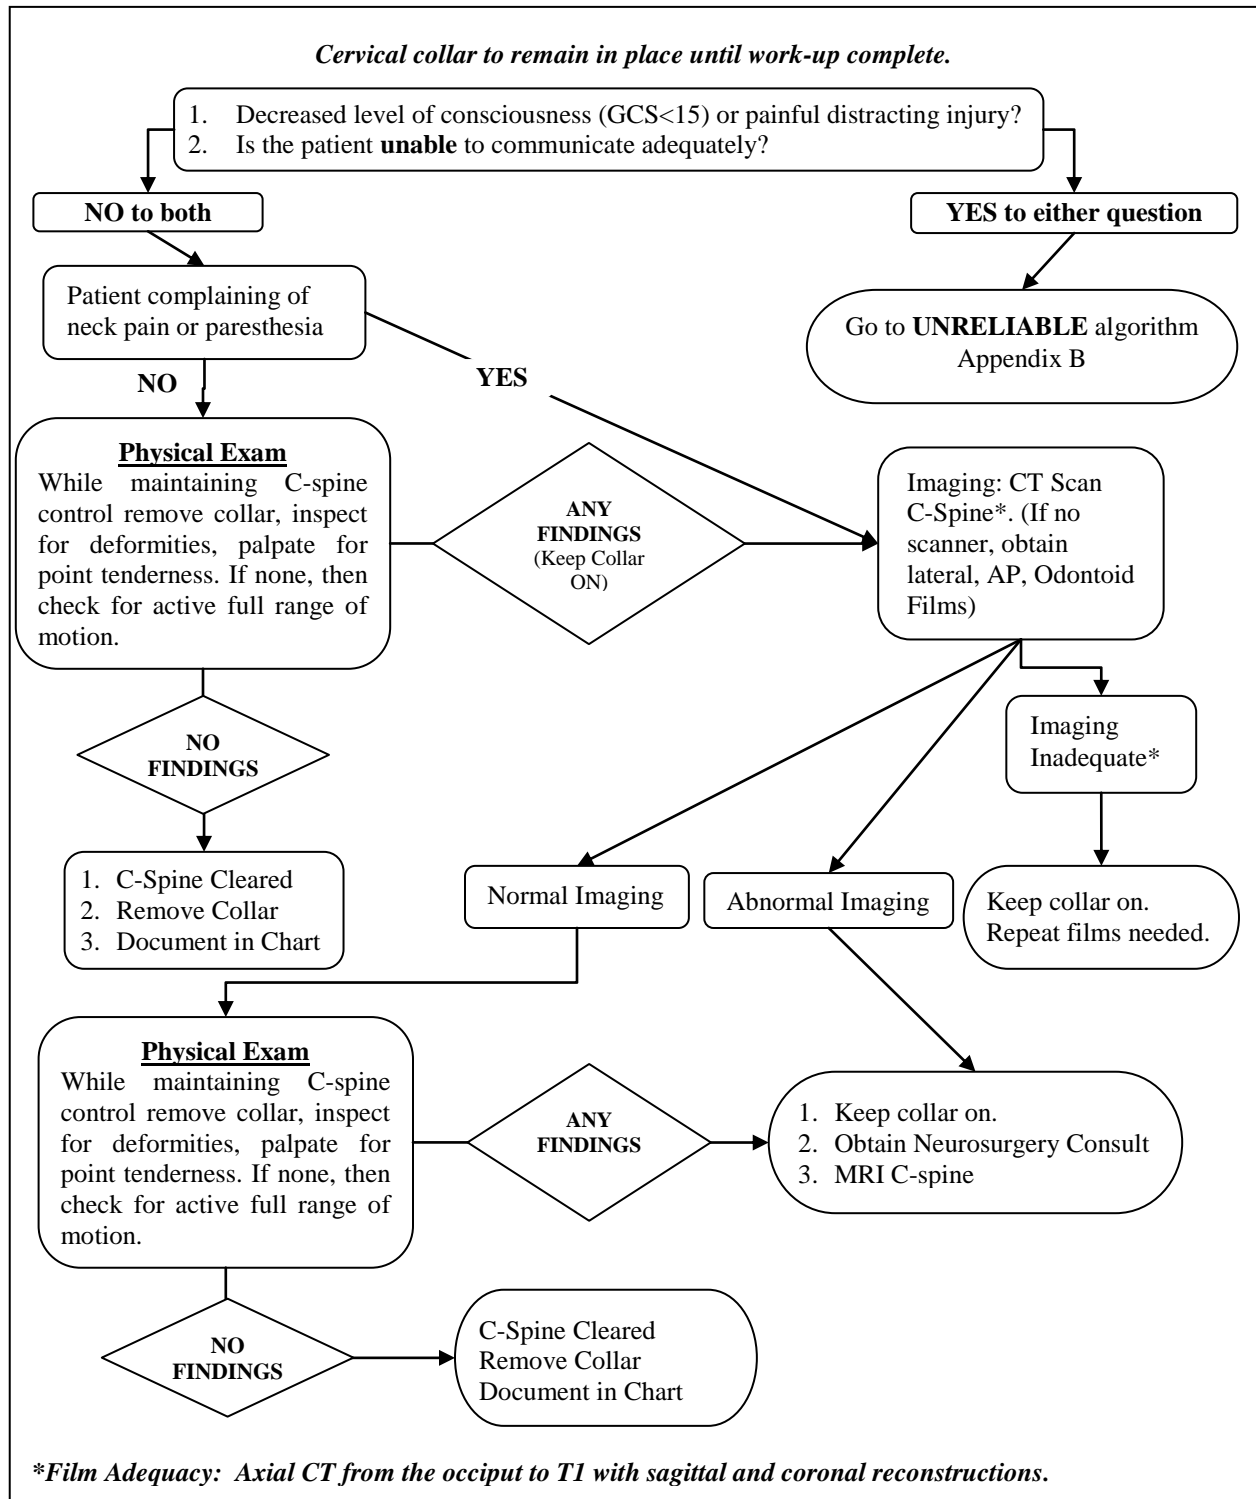 Cervical collar to remain in place until work-up complete.
1. Decreased level of consciousness (GCS<15) or painful distracting injury?
2. Is the patient unable to communicate adequately?
NO to both
YES to either question
Patient complaining of
neck pain or paresthesia
Go to UNRELIABLE algorithm
Appendix B
NO
YES
Physical Exam
While maintaining C-spine
control remove collar, inspect
for deformities, palpate for
point tenderness. If none, then
check for active full range of
motion.
ANY
FINDINGS
(Keep Collar
ON)
Imaging: CT Scan
C-Spine*. (If no
scanner, obtain
lateral, AP, Odontoid
Films)
NO
FINDINGS
Imaging
Inadequate*
1. C-Spine Cleared
2. Remove Collar
3. Document in Chart
Normal Imaging
Abnormal Imaging
Keep collar on.
Repeat films needed.
Physical Exam
While maintaining C-spine
control remove collar, inspect
for deformities, palpate for
point tenderness. If none, then
check for active full range of
motion.
ANY
FINDINGS
1. Keep collar on.
2. Obtain Neurosurgery Consult
3. MRI C-spine
NO
FINDINGS
C-Spine Cleared
Remove Collar
Document in Chart
*Film Adequacy: Axial CT from the occiput to T1 with sagittal and coronal reconstructions.